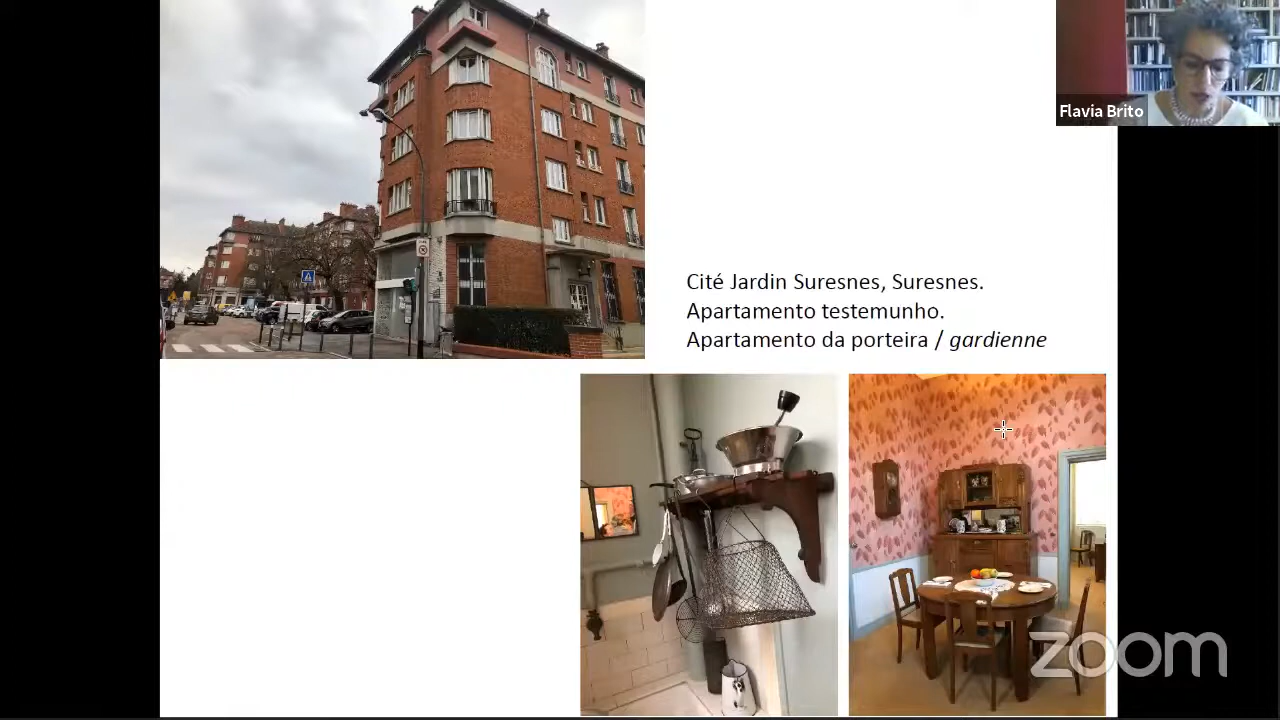 Flavia Brito
Cité Jardin Suresnes, Suresnes.
Apartamento testemunho.
Apartamento da porteira / gardienne
zoom